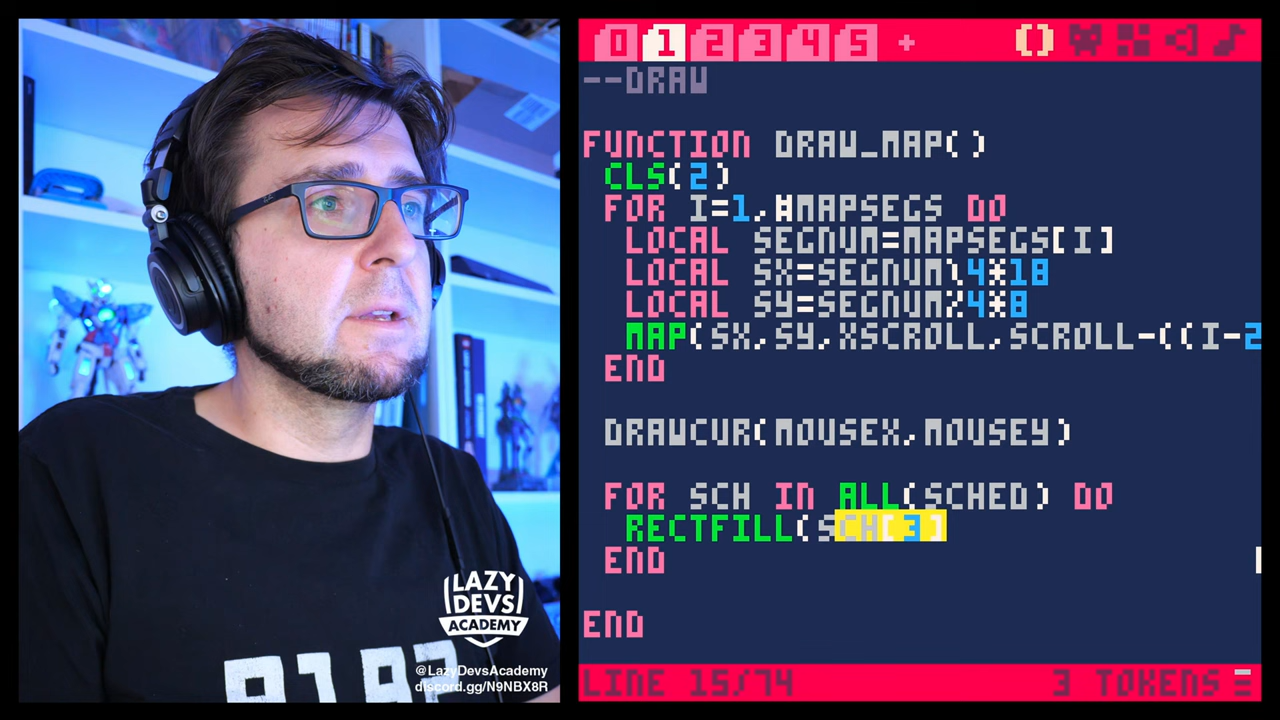 LAZY
DEVS
ACADEMY
@LazyDevsAcademy
discord.gg/N9NBX8R
0 1 2 3 4 5 +
--DRAW
FUNCTION DRAW_MAP()
CLS(2)
FOR I=1,#MAPSEGS DO
LOCAL SEGNUM=MAPSEGS[I]
LOCAL SX=SEGNUM\4*18
LOCAL SY=SEGNUM%4*8
MAP(SX,SY,XSCROLL,SCROLL-((I-2
END
DRAWCUR(MOUSEX,MOUSEY)
FOR SCH IN ALL(SCHED) DO
RECTFILL(SCH[3]
END
END
LINE 15/74
3 TOKENS